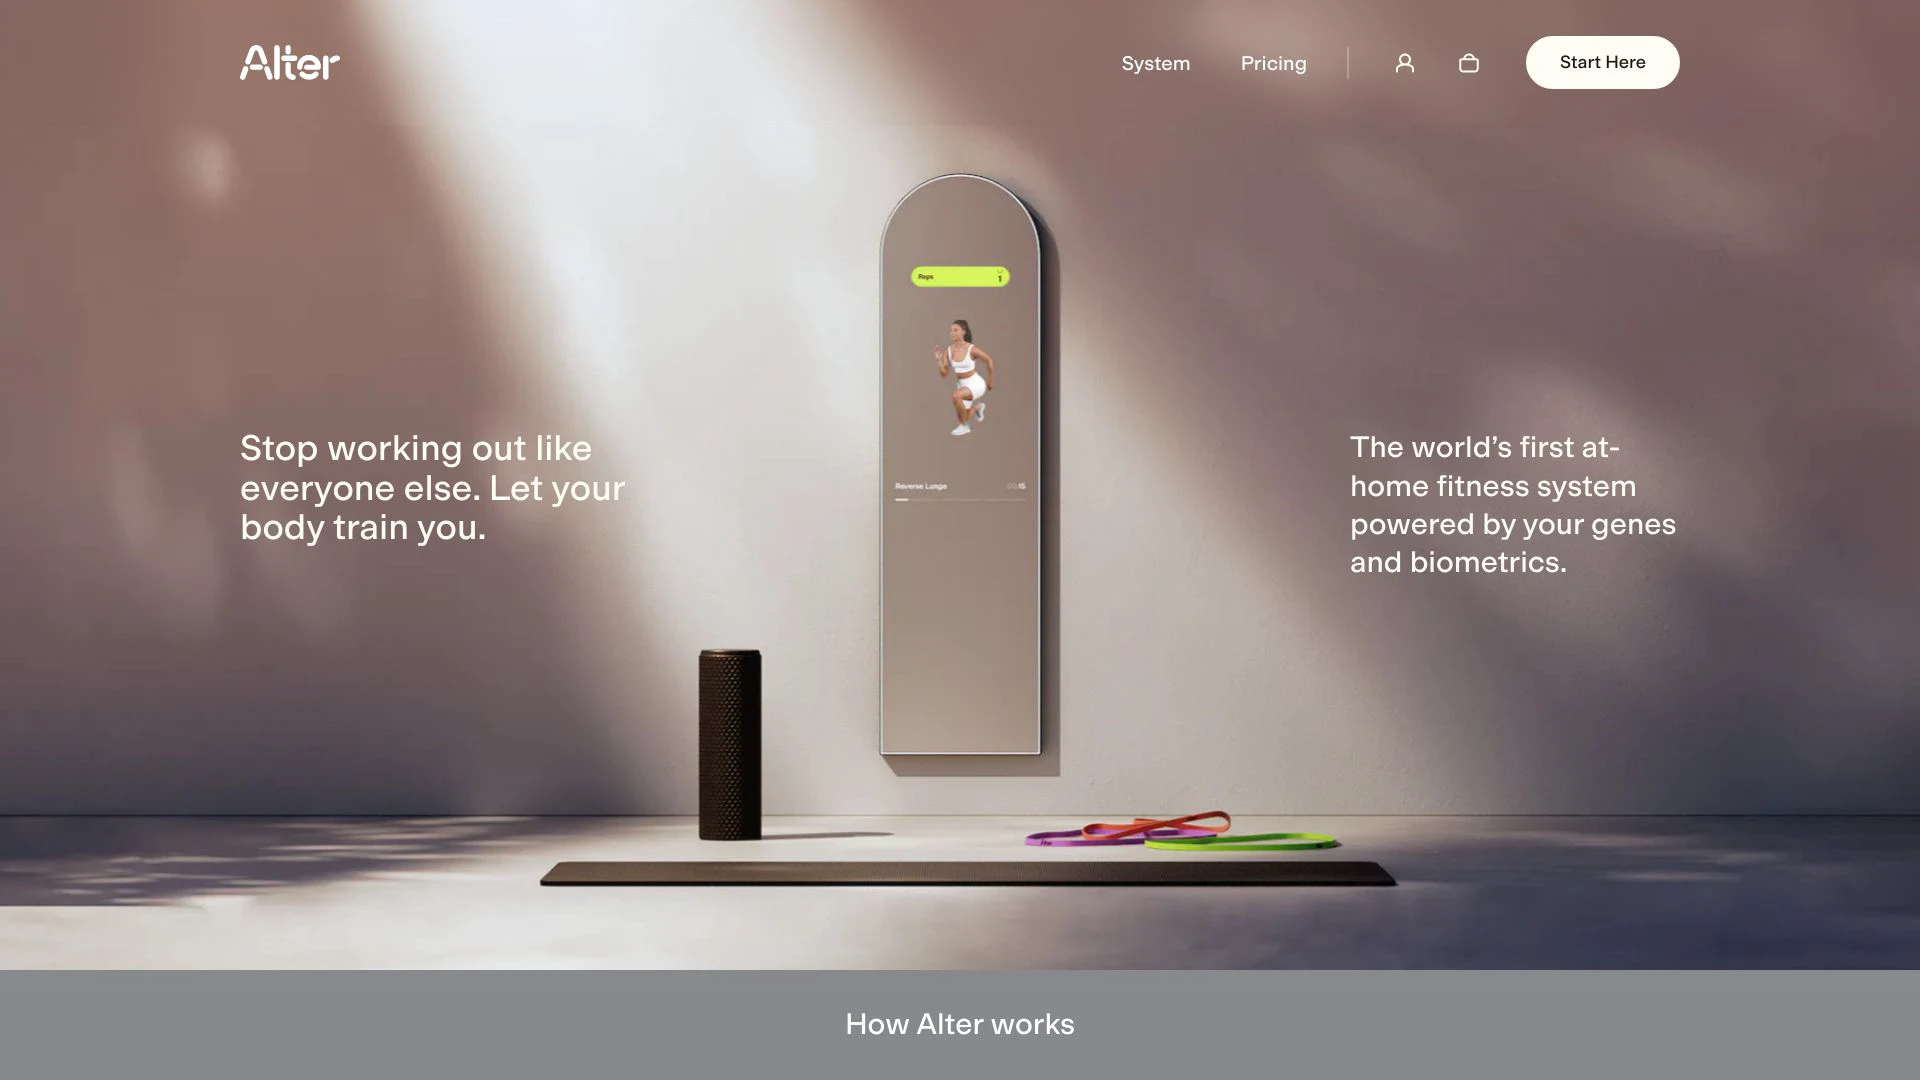 Alter
System
Pricing
Start Here
Reps
1
Stop working out like
everyone else. Let your
body train you.
The world’s first at-
home fitness system
powered by your genes
and biometrics.
Reverse Lunge
00:15
How Alter works